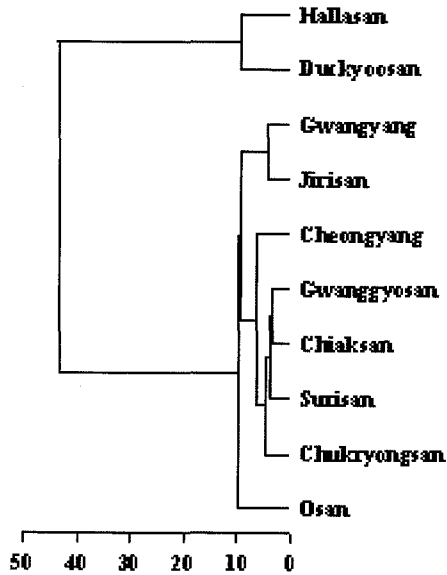 Hallasan
Duckyoosan
Gwangyang
Jirisan
Cheongyang
Gwanggyosan
Chiaksan
Surisan
Chukryongsan
Osan
50 40 30 20 10 0